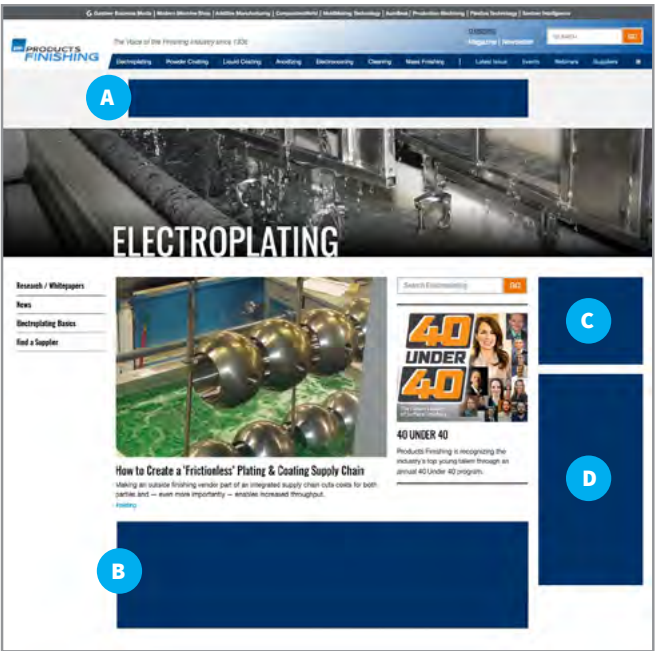 Gardner Business Media | Modern Machine Shop | Additive Manufacturing | CompositesWorld | MoldMaking Technology | | Production Machining | Plastics Technology | Gardner Intelligence
PRODUCTS
FINISHING
The Voice of the Finishing Industry since 1936
SUBSCRIBE
Magazine | Newsletter
SEARCH
GO
Electroplating Powder Coating Liquid Coating Anodizing Electrocoating Cleaning Mass Finishing | Latest Issue Events Webinars Suppliers
A
ELECTROPLATING
Research / Whitepapers
News
Electroplating Basics
Find a Supplier
Search Electroplating
GO
C
40
UNDER
40
40 UNDER 40
Products Finishing is recognizing the
industry's top young talent through an
annual 40 Under 40 program.
D
How to Create a 'Frictionless' Plating & Coating Supply Chain
Making an outside finishing vendor part of an integrated supply chain cuts costs for both
parties and — even more importantly — enables increased throughput.
B